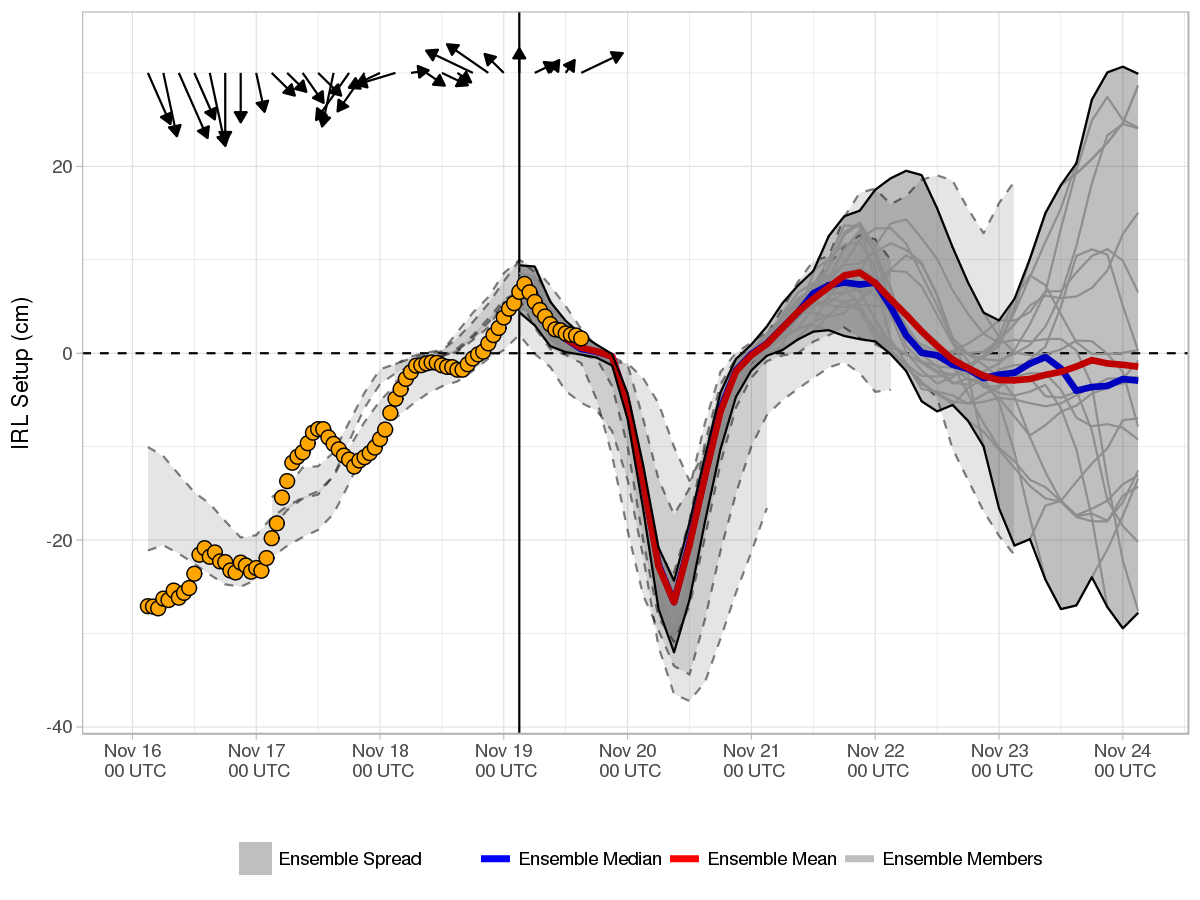 IRL Setup (cm)
20
0
-20
-40
Nov 16 Nov 17 Nov 18 Nov 19 Nov 20 Nov 21 Nov 22 Nov 23 Nov 24
00 UTC 00 UTC 00 UTC 00 UTC 00 UTC 00 UTC 00 UTC 00 UTC 00 UTC
Ensemble Spread Ensemble Median Ensemble Mean Ensemble Members